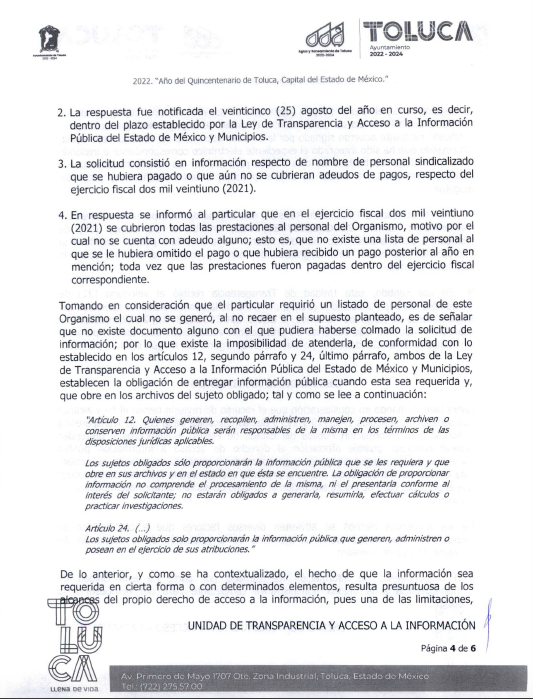 TOLUCA
Agua y Saneamiento de Toluca
2022-2024
Ayuntamiento
2022 - 2024
2022. "Año del Quincentenario de Toluca, Capital del Estado de México."
2. La respuesta fue notificada el veinticinco (25) agosto del año en curso, es decir,
dentro del plazo establecido por la Ley de Transparencia y Acceso a la Información
Pública del Estado de México y Municipios.
3. La solicitud consistió en información respecto de nombre de personal sindicalizado
que se hubiera pagado o que aún no se cubrieran adeudos de pagos, respecto del
ejercicio fiscal dos mil veintiuno (2021).
4. En respuesta se informó al particular que en el ejercicio fiscal dos mil veintiuno
(2021) se cubrieron todas las prestaciones al personal del Organismo, motivo por el
cual no se cuenta con adeudo alguno; esto es, que no existe una lista de personal al
que se le hubiera omitido el pago o que hubiera recibido un pago posterior al año en
mención; toda vez que las prestaciones fueron pagadas dentro del ejercicio fiscal
correspondiente.
Tomando en consideración que el particular requirió un listado de personal de este
Organismo el cual no se generó, al no recaer en el supuesto planteado, es de señalar
que no existe documento alguno con el que pudiera haberse colmado la solicitud de
información; por lo que existe la imposibilidad de atenderla, de conformidad con lo
establecido en los artículos 12, segundo párrafo y 24, último párrafo, ambos de la Ley
de Transparencia y Acceso a la Información Pública del Estado de México y Municipios,
establecen la obligación de entregar información pública cuando esta sea requerida y,
que obre en los archivos del sujeto obligado; tal y como se lee a continuación:
"Artículo 12. Quienes generen, recopilen, administren, manejen, procesen, archiven o
conserven información pública serán responsables de la misma en los términos de las
disposiciones jurídicas aplicables.
Los sujetos obligados sólo proporcionarán la información pública que se les requiera y que
obre en sus archivos y en el estado en que ésta se encuentre. La obligación de proporcionar
información no comprende el procesamiento de la misma, ni el presentarla conforme al
interés del solicitante; no estarán obligados a generarla, resumirla, efectuar cálculos o
practicar investigaciones.
Artículo 24. (...)
Los sujetos obligados solo proporcionarán la información pública que generen, administren o
posean en el ejercicio de sus atribuciones."
De lo anterior, y como se ha contextualizado, el hecho de que la información sea
requerida en cierta forma o con determinados elementos, resulta presuntuosa de los
alcances del propio derecho de acceso a la información, pues una de las limitaciones,
UNIDAD DE TRANSPARENCIA Y ACCESO A LA INFORMACIÓN
Página 4 de 6
TOLUCA
LLENA DE VIDA
Av. Primero de Mayo 1707 Ote. Zona Industrial, Toluca, Estado de México
Tel.: (722) 275 57 00